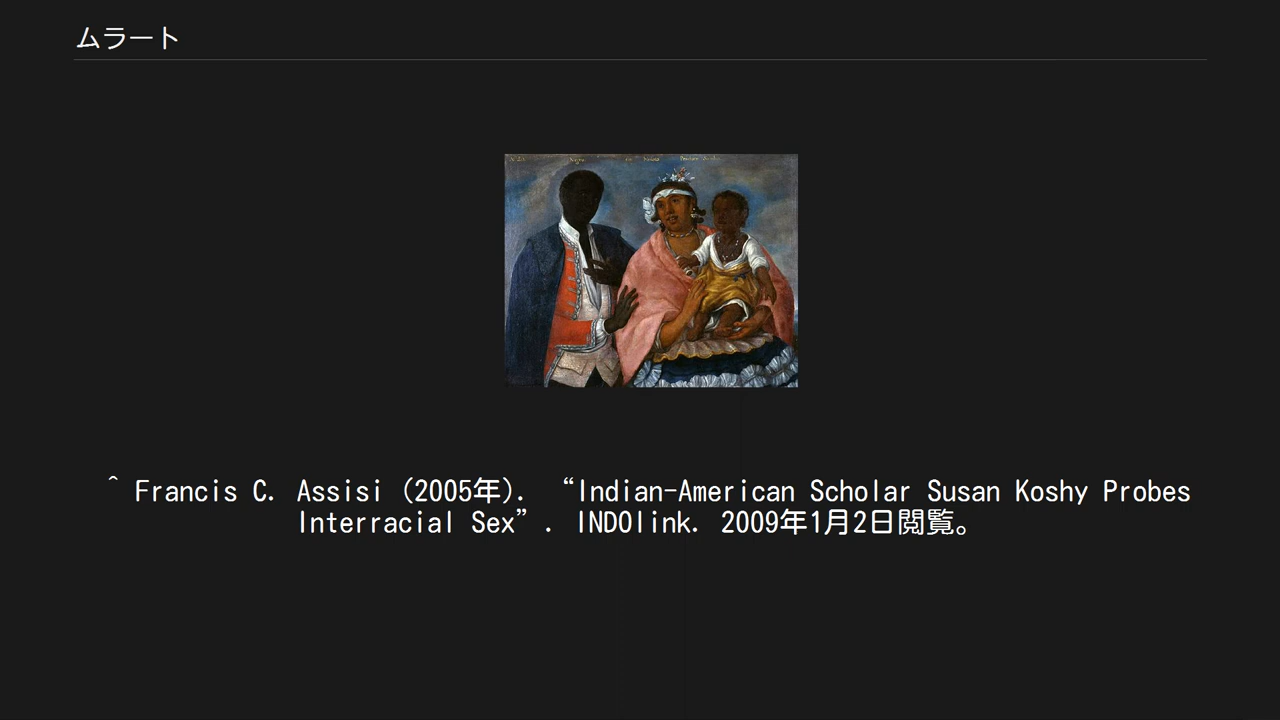 ムラート
^ Francis C. Assisi (2005年). “Indian-American Scholar Susan Koshy Probes
Interracial Sex”. INDOlink. 2009年1月2日閲覧。